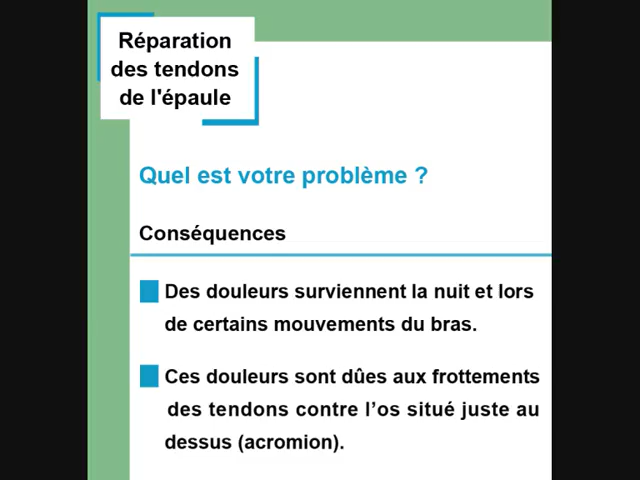 Réparation
des tendons
de l'épaule
Quel est votre problème ?
Conséquences
Des douleurs surviennent la nuit et lors
de certains mouvements du bras.
Ces douleurs sont dûes aux frottements
des tendons contre l’os situé juste au
dessus (acromion).